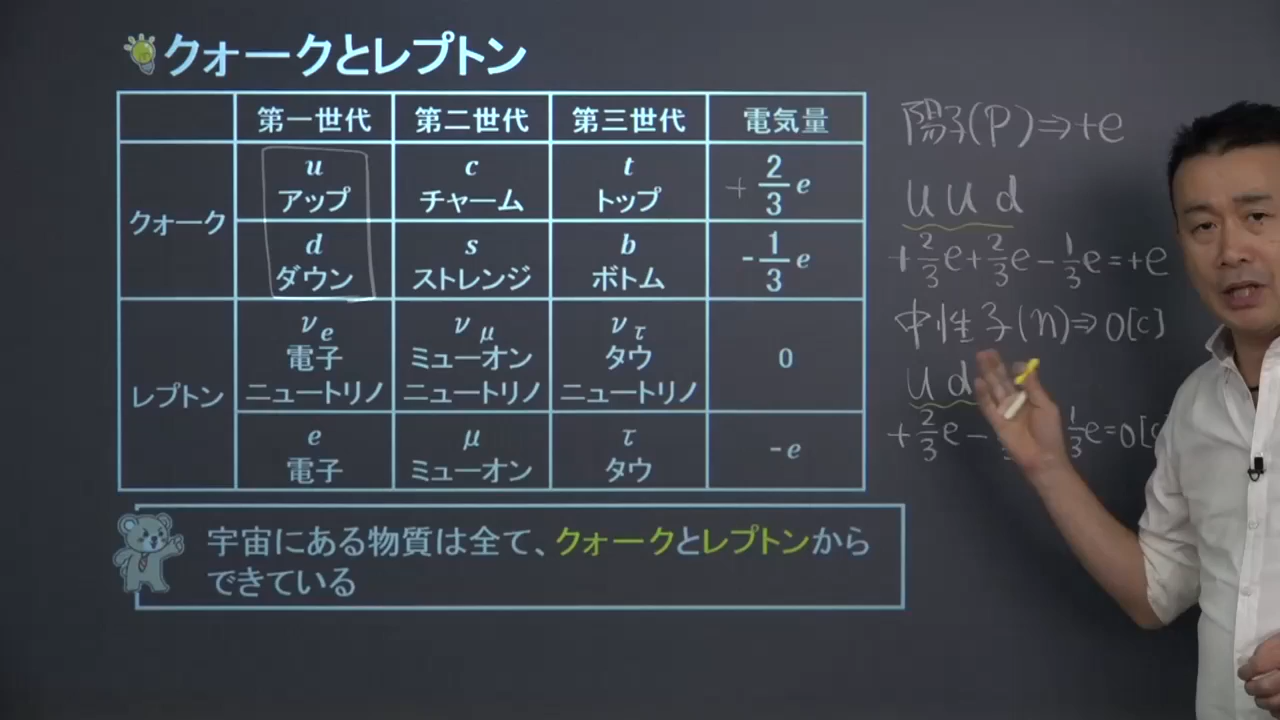 クォークとレプトン
第一世代 第二世代 第三世代 電気量
クォーク
u c t
アップ チャーム トップ
+2/3 e
d s b
ダウン ストレンジ ボトム
-1/3 e
レプトン
νe νμ ντ
電子 ミューオン タウ
ニュートリノ ニュートリノ ニュートリノ
0
e μ τ
電子 ミューオン タウ
-e
宇宙にある物質は全て、クォークとレプトンから
できている
陽子(P)⇒+e
u u d
+2/3e+2/3e-1/3e=+e
中性子(n)⇒0[c]
u d
+2/3e- 1/3e=0[c